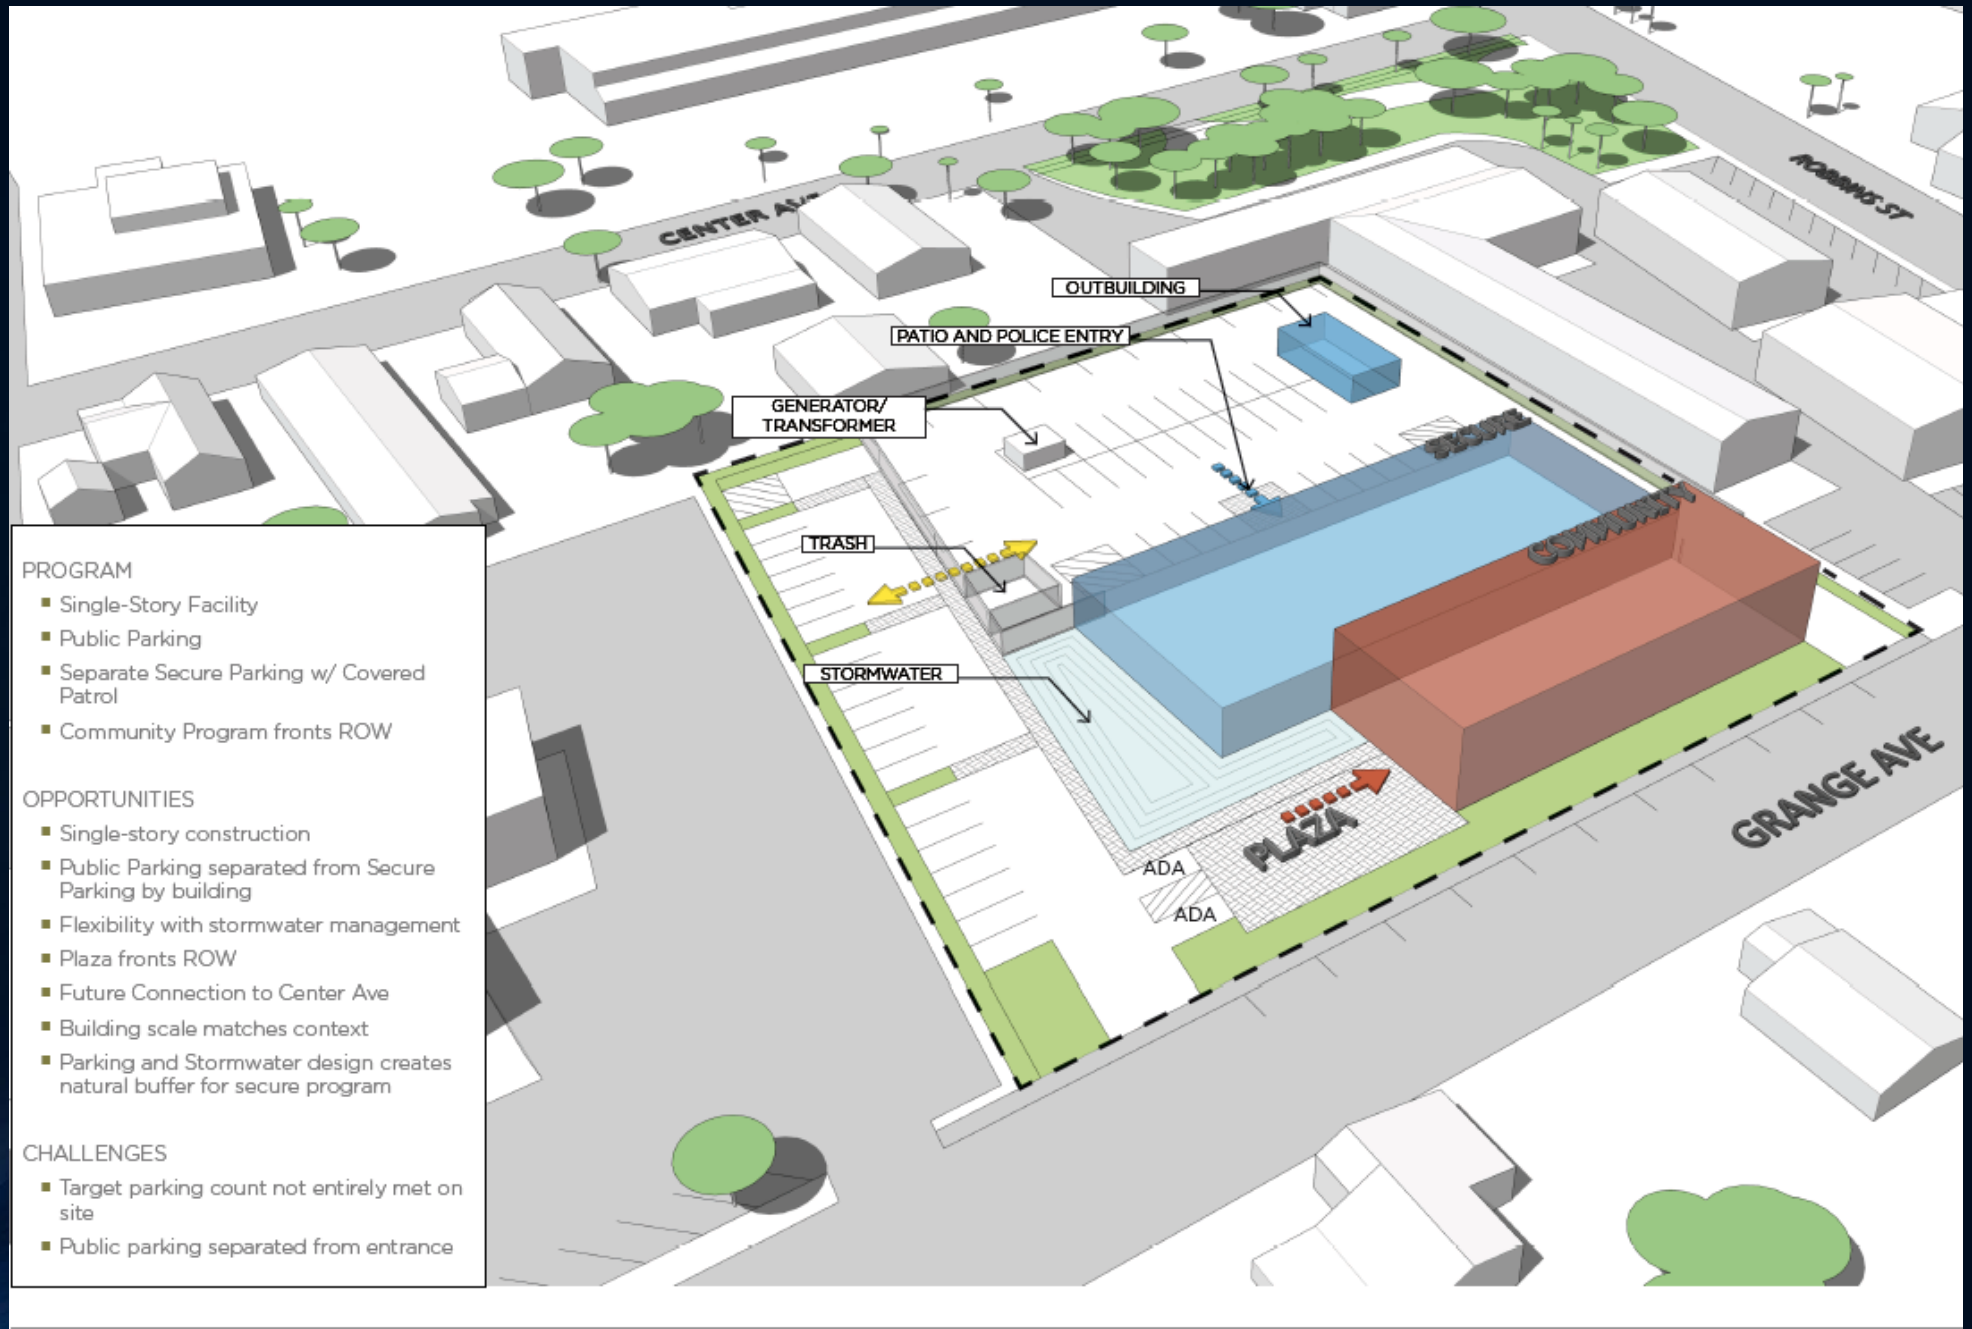 CENTER AVE
ROBBINS ST
OUTBUILDING
PATIO AND POLICE ENTRY
GENERATOR/
TRANSFORMER
SECURE
COMMUNITY
TRASH
STORMWATER
PLAZA
ADA
ADA
GRANGE AVE
PROGRAM
▪ Single-Story Facility
▪ Public Parking
▪ Separate Secure Parking w/ Covered
Patrol
▪ Community Program fronts ROW
OPPORTUNITIES
▪ Single-story construction
▪ Public Parking separated from Secure
Parking by building
▪ Flexibility with stormwater management
▪ Plaza fronts ROW
▪ Future Connection to Center Ave
▪ Building scale matches context
▪ Parking and Stormwater design creates
natural buffer for secure program
CHALLENGES
▪ Target parking count not entirely met on
site
▪ Public parking separated from entrance